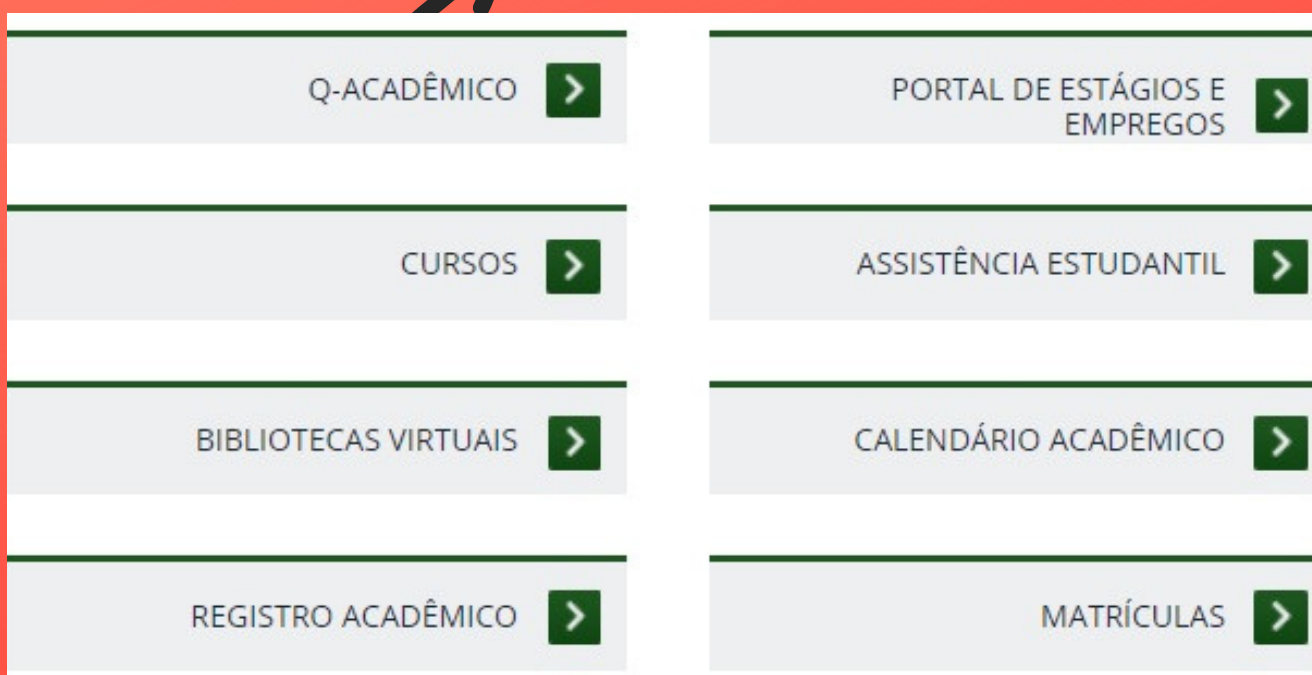 Q-ACADÊMICO
PORTAL DE ESTÁGIOS E
EMPREGOS
CURSOS
ASSISTÊNCIA ESTUDANTIL
BIBLIOTECAS VIRTUAIS
CALENDÁRIO ACADÊMICO
REGISTRO ACADÊMICO
MATRÍCULAS